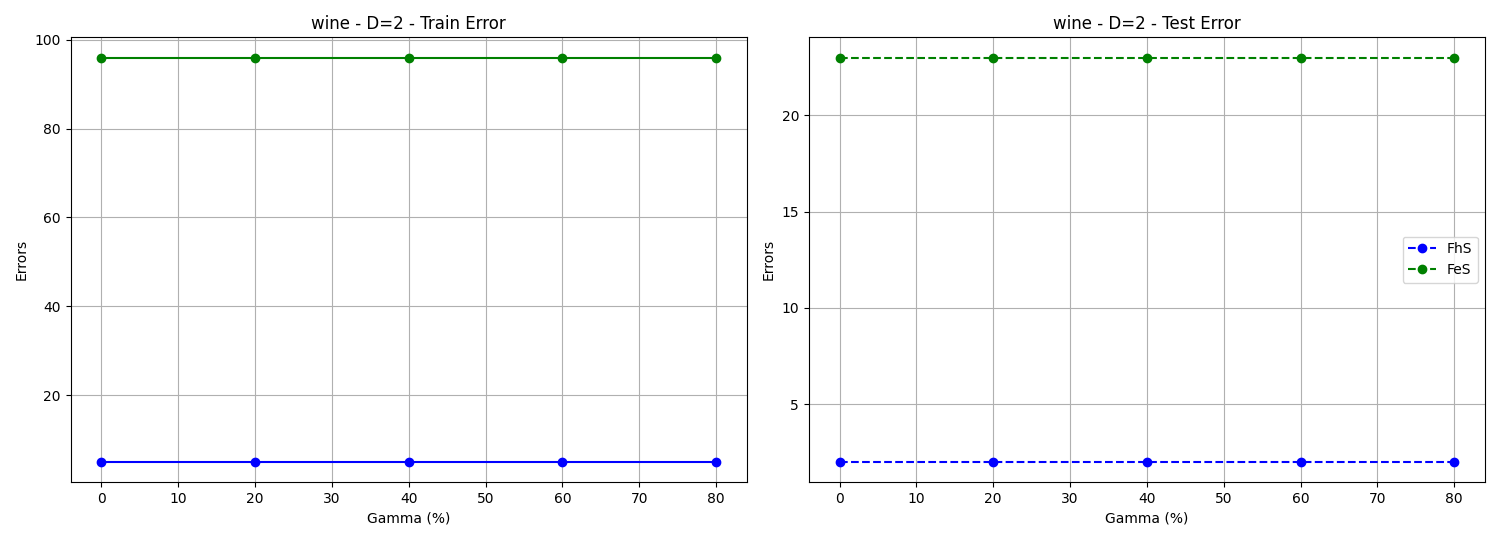 wine - D=2 - Train Error
100
80
60
40
20
Errors
0 10 20 30 40 50 60 70 80
Gamma (%)
wine - D=2 - Test Error
20
15
10
5
Errors
FhS
FeS
0 10 20 30 40 50 60 70 80
Gamma (%)